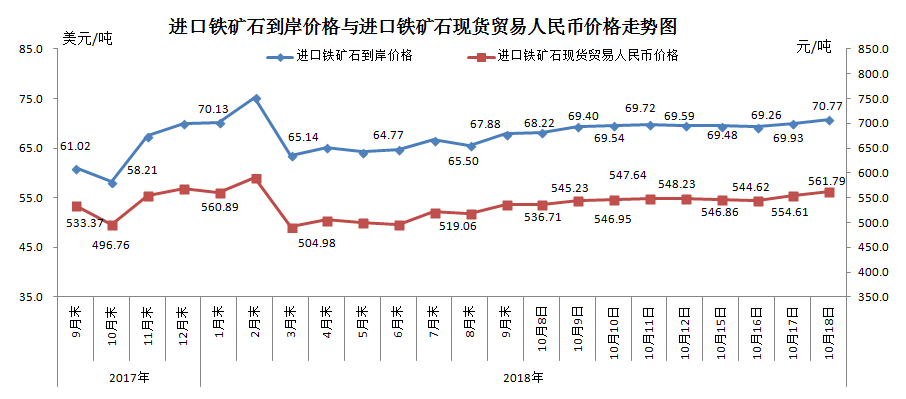 进口铁矿石到岸价格与进口铁矿石现货贸易人民币价格走势图
美元/吨
元/吨
进口铁矿石到岸价格
进口铁矿石现货贸易人民币价格
85.0
75.0
65.0
55.0
45.0
35.0
850.0
800.0
750.0
700.0
650.0
600.0
550.0
500.0
450.0
400.0
350.0
61.02
58.21
70.13
65.14
64.77
65.50
67.88
68.22
69.40
69.54
69.72
69.59
69.48
69.26
69.93
70.77
533.37
496.76
560.89
504.98
519.06
536.71
545.23
546.95
547.64
548.23
546.86
544.62
554.61
561.79
9月末
10月末
11月末
12月末
1月末
2月末
3月末
4月末
5月末
6月末
7月末
8月末
9月末
10月8日
10月9日
10月10日
10月11日
10月12日
10月15日
10月16日
10月17日
10月18日
2017年
2018年